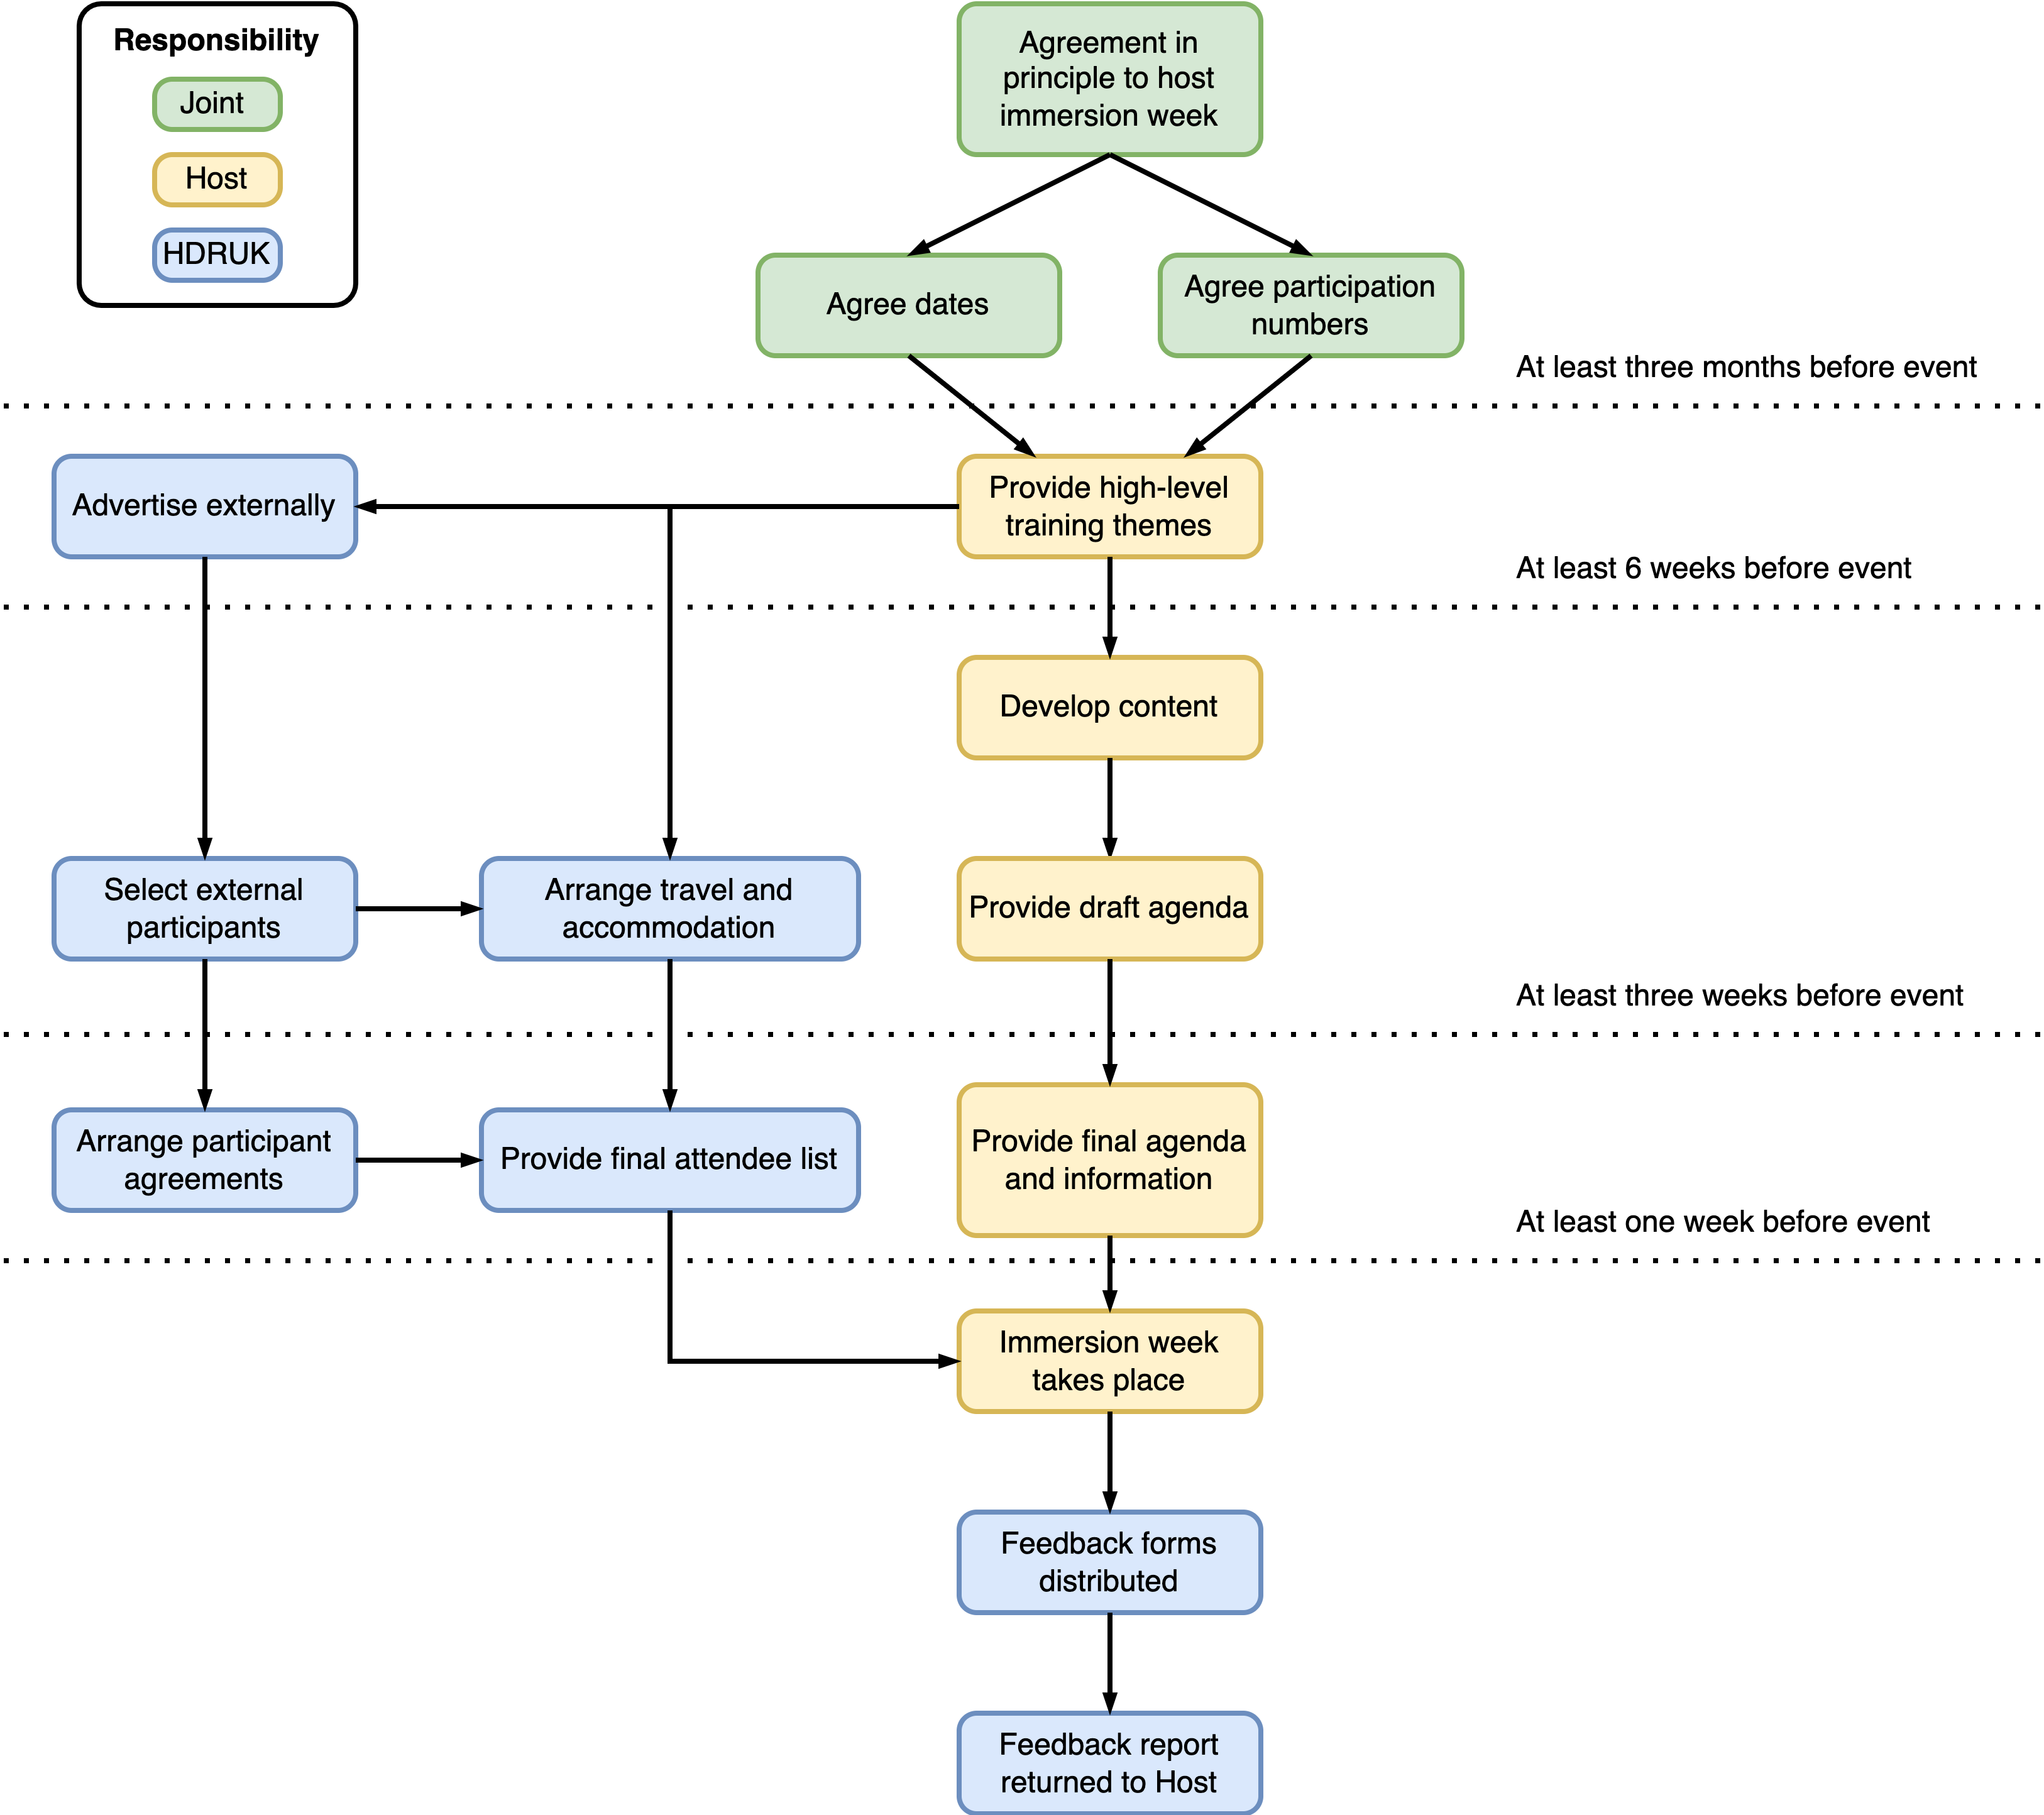 Responsibility
Joint
Host
HDRUK
Agreement in
principle to host
immersion week
Agree dates
Agree participation
numbers
At least three months before event
Advertise externally
Provide high-level
training themes
At least 6 weeks before event
Develop content
Select external
participants
Arrange travel and
accommodation
Provide draft agenda
At least three weeks before event
Arrange participant
agreements
Provide final attendee list
Provide final agenda
and information
At least one week before event
Immersion week
takes place
Feedback forms
distributed
Feedback report
returned to Host